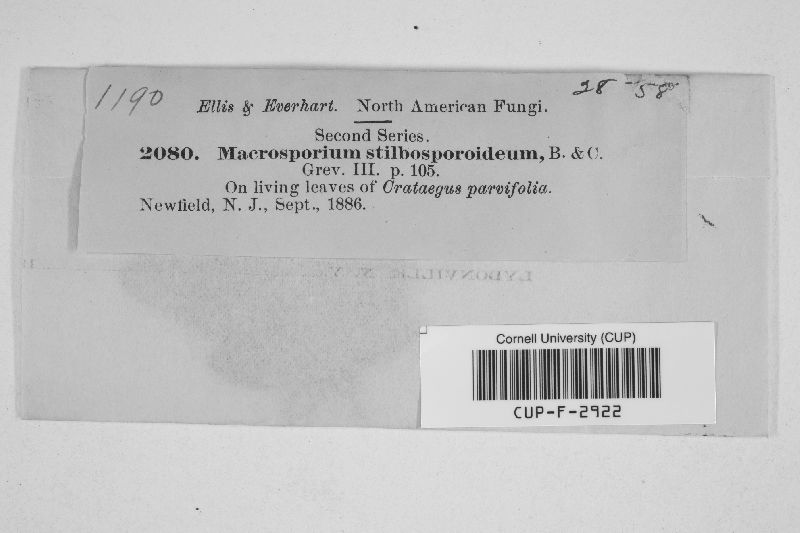 1190
28-58
Ellis & Everhart. North American Fungi.
Second Series.
2080. Macrosporium stilbosporoideum, B. & C.
Grev. III. p. 105.
On living leaves of Crataegus parvifolia.
Newfield, N. J., Sept., 1886.
LYDONVILLE N. Y.
Cornell University (CUP)
CUP-F-2922